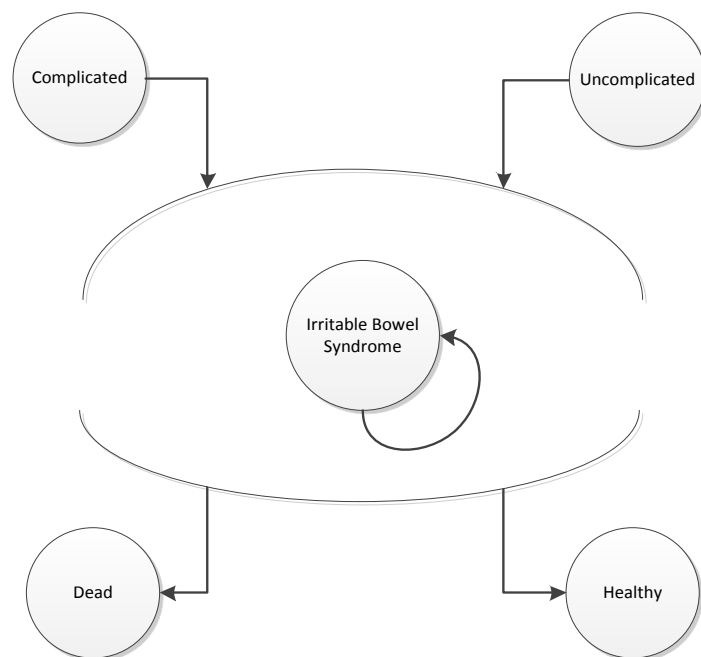 Complicated
Uncomplicated
Irritable Bowel
Syndrome
Dead
Healthy